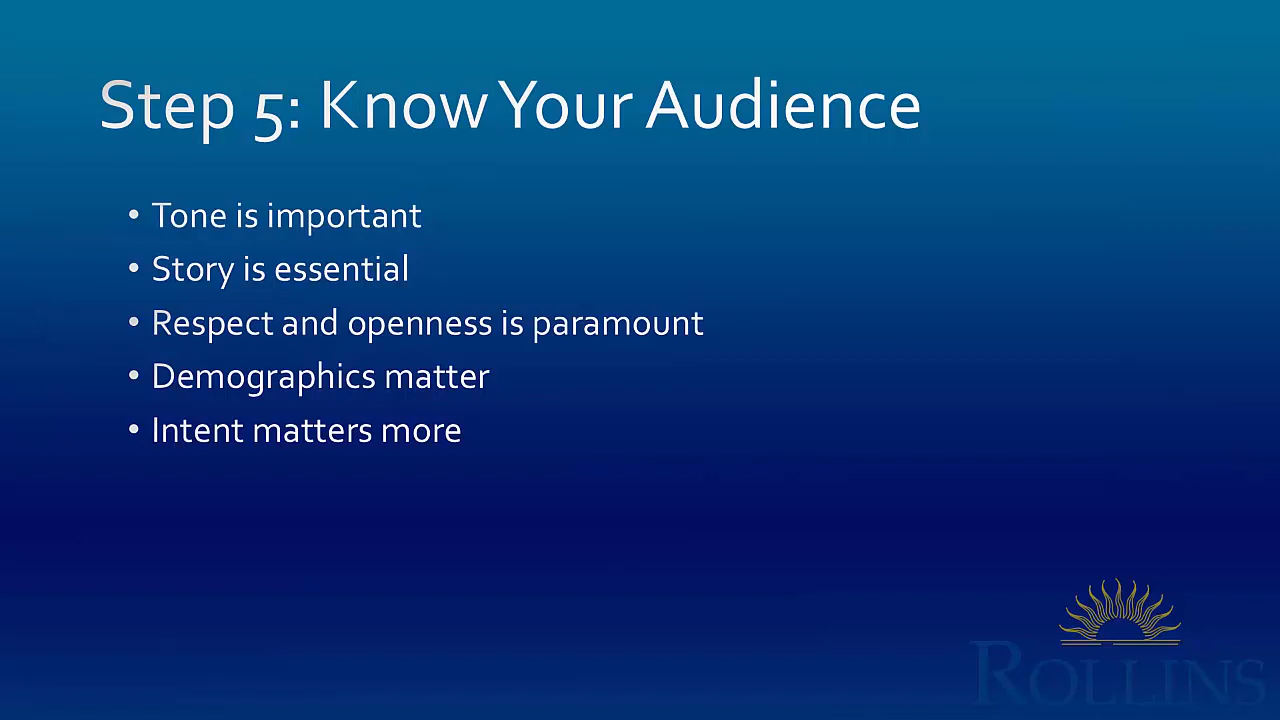 Step 5: Know Your Audience
• Tone is important
• Story is essential
• Respect and openness is paramount
• Demographics matter
• Intent matters more
ROLLINS